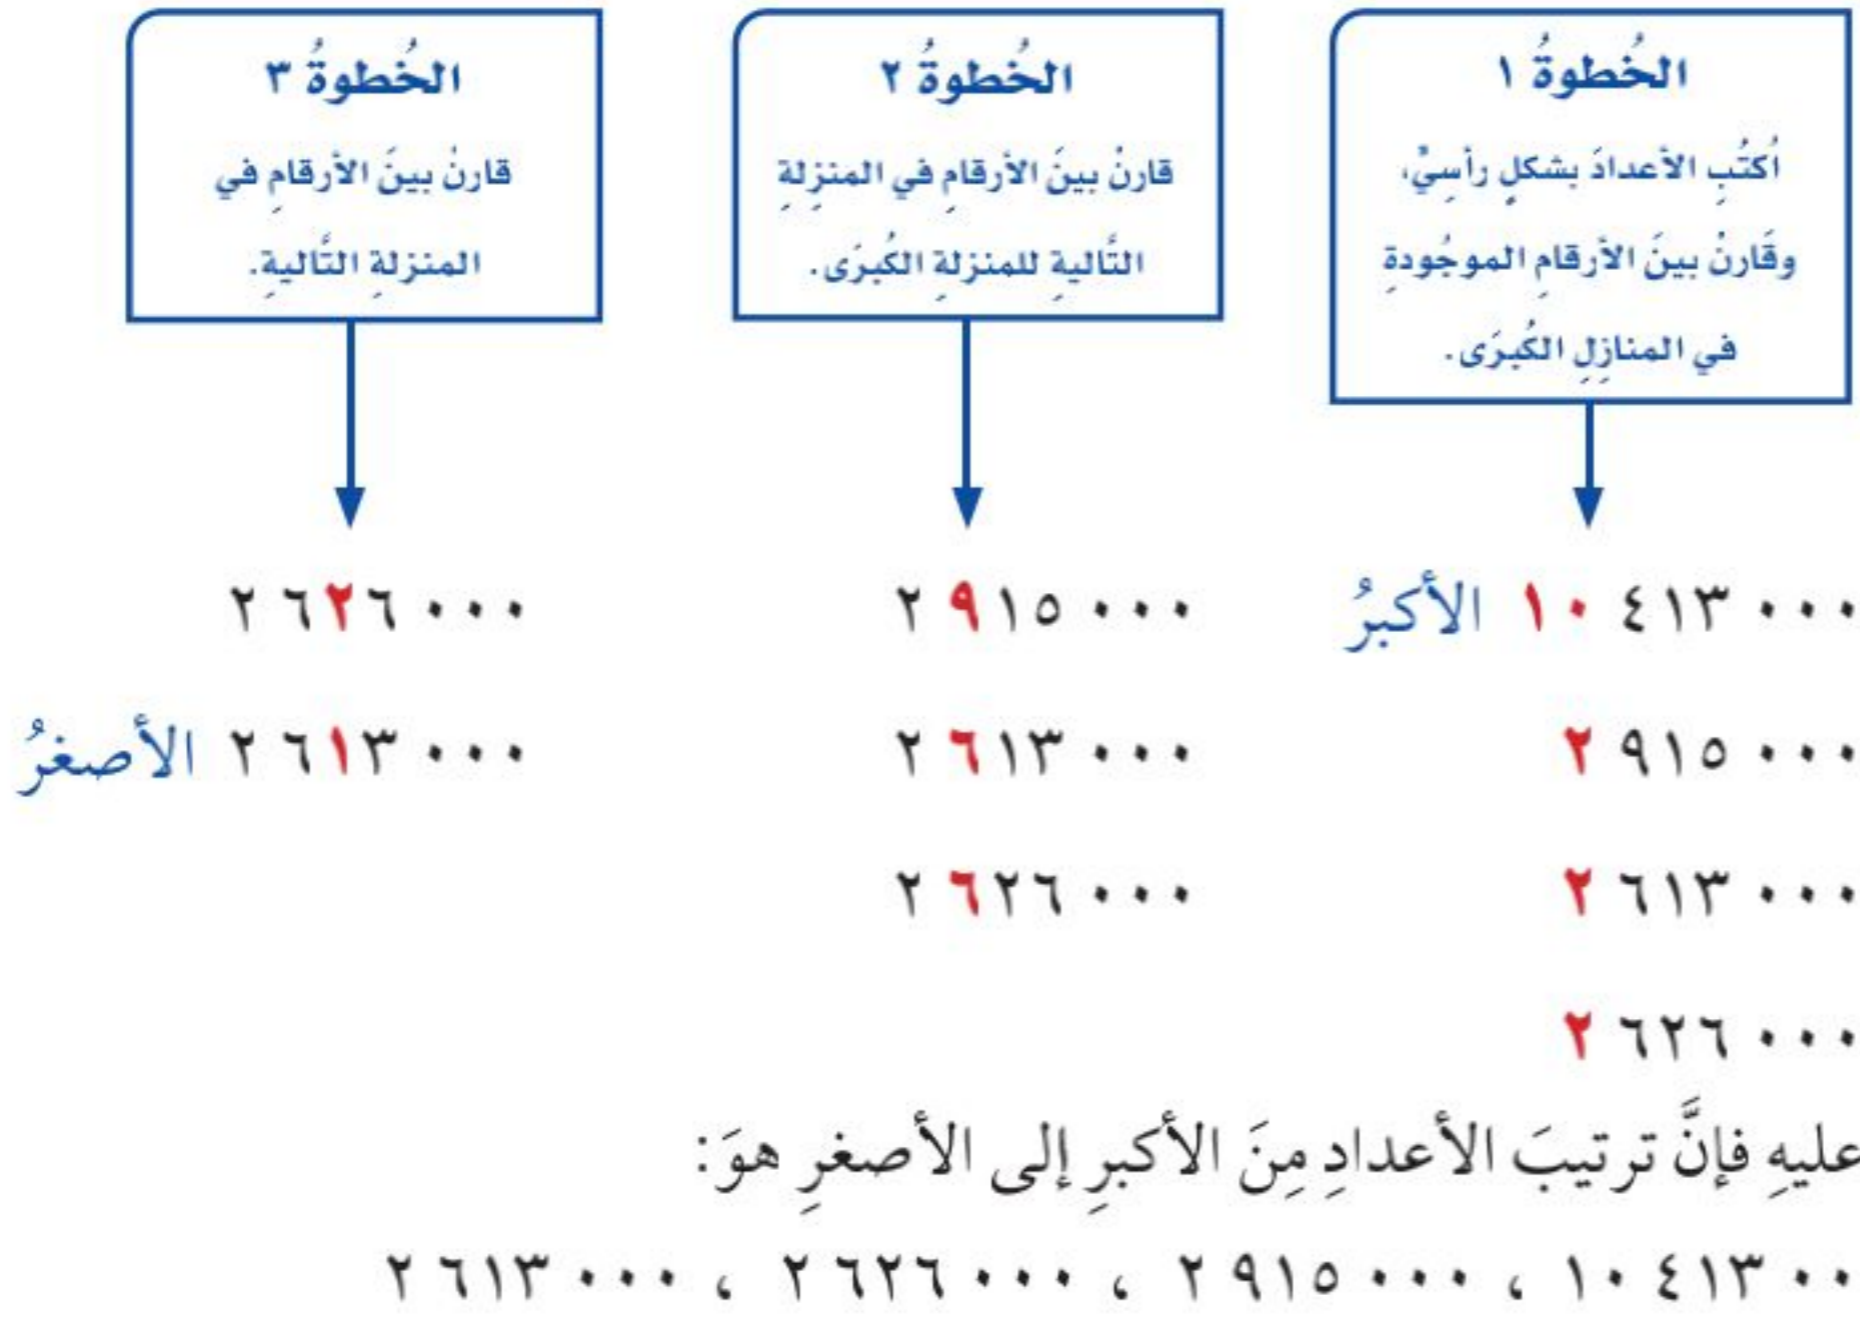 الخُطوةُ ١
اُكتُبِ الأعدادَ بشكلٍ رأسِيٍّ،
وقَارنْ بينَ الأرقامِ الموجُودةِ
في المنازِلِ الكُبرَى.
الخُطوةُ ٢
قارنْ بينَ الأرقامِ في المنزِلةِ
التَّاليةِ للمنزلةِ الكُبرَى.
الخُطوةُ ٣
قارنْ بينَ الأرقامِ في
المنزلةِ التَّاليةِ.
١٠ ٤١٣ ٠٠٠ الأكبرُ
٢ ٩١٥ ٠٠٠
٢ ٦١٣ ٠٠٠
٢ ٦٢٦ ٠٠٠
٢ ٩١٥ ٠٠٠
٢ ٦١٣ ٠٠٠
٢ ٦٢٦ ٠٠٠
٢ ٦٢٦ ٠٠٠
٢ ٦١٣ ٠٠٠ الأصغرُ
عليهِ فإنَّ ترتيبَ الأعدادِ مِنَ الأكبرِ إلى الأصغرِ هوَ:
١٠ ٤١٣ ٠٠ ، ٢ ٩١٥ ٠٠٠ ، ٢ ٦٢٦ ٠٠٠ ، ٢ ٦١٣ ٠٠٠